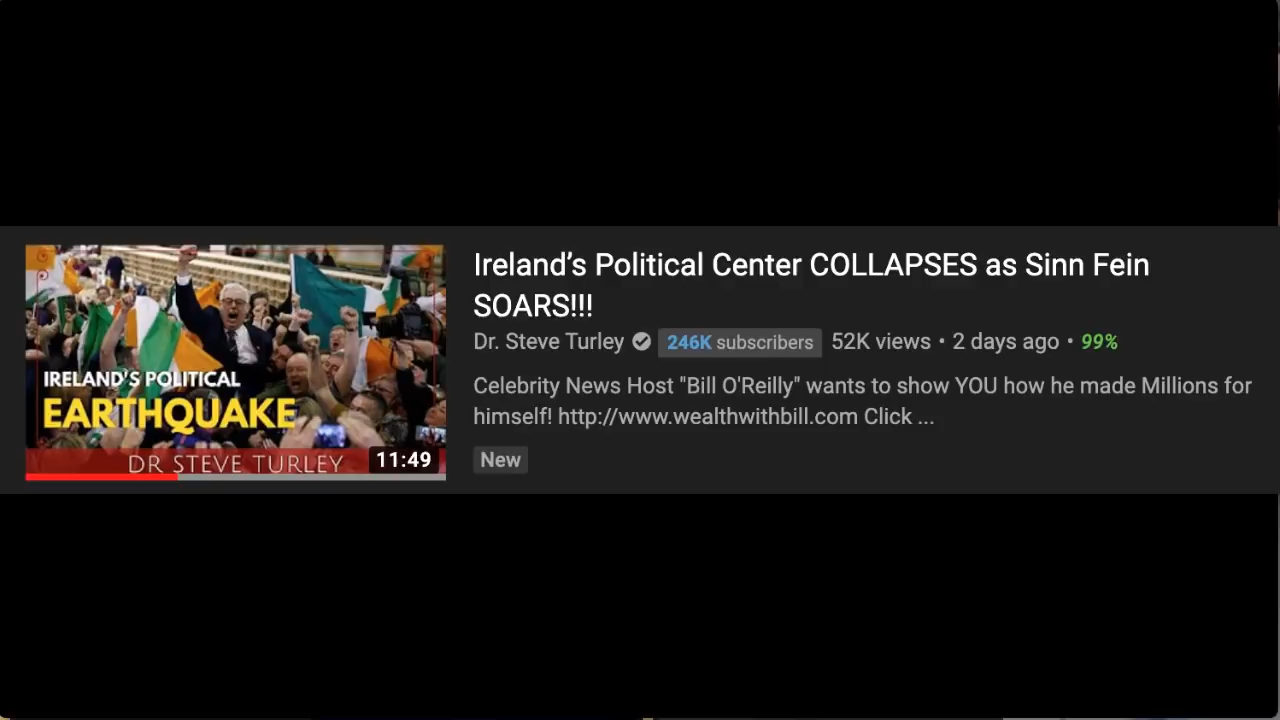 IRELAND'S POLITICAL
EARTHQUAKE
DR STEVE TURLEY
11:49
Ireland's Political Center COLLAPSES as Sinn Fein
SOARS!!!
Dr. Steve Turley 246K subscribers 52K views • 2 days ago • 99%
Celebrity News Host "Bill O'Reilly" wants to show YOU how he made Millions for
himself! http://www.wealthwithbill.com Click ...
New